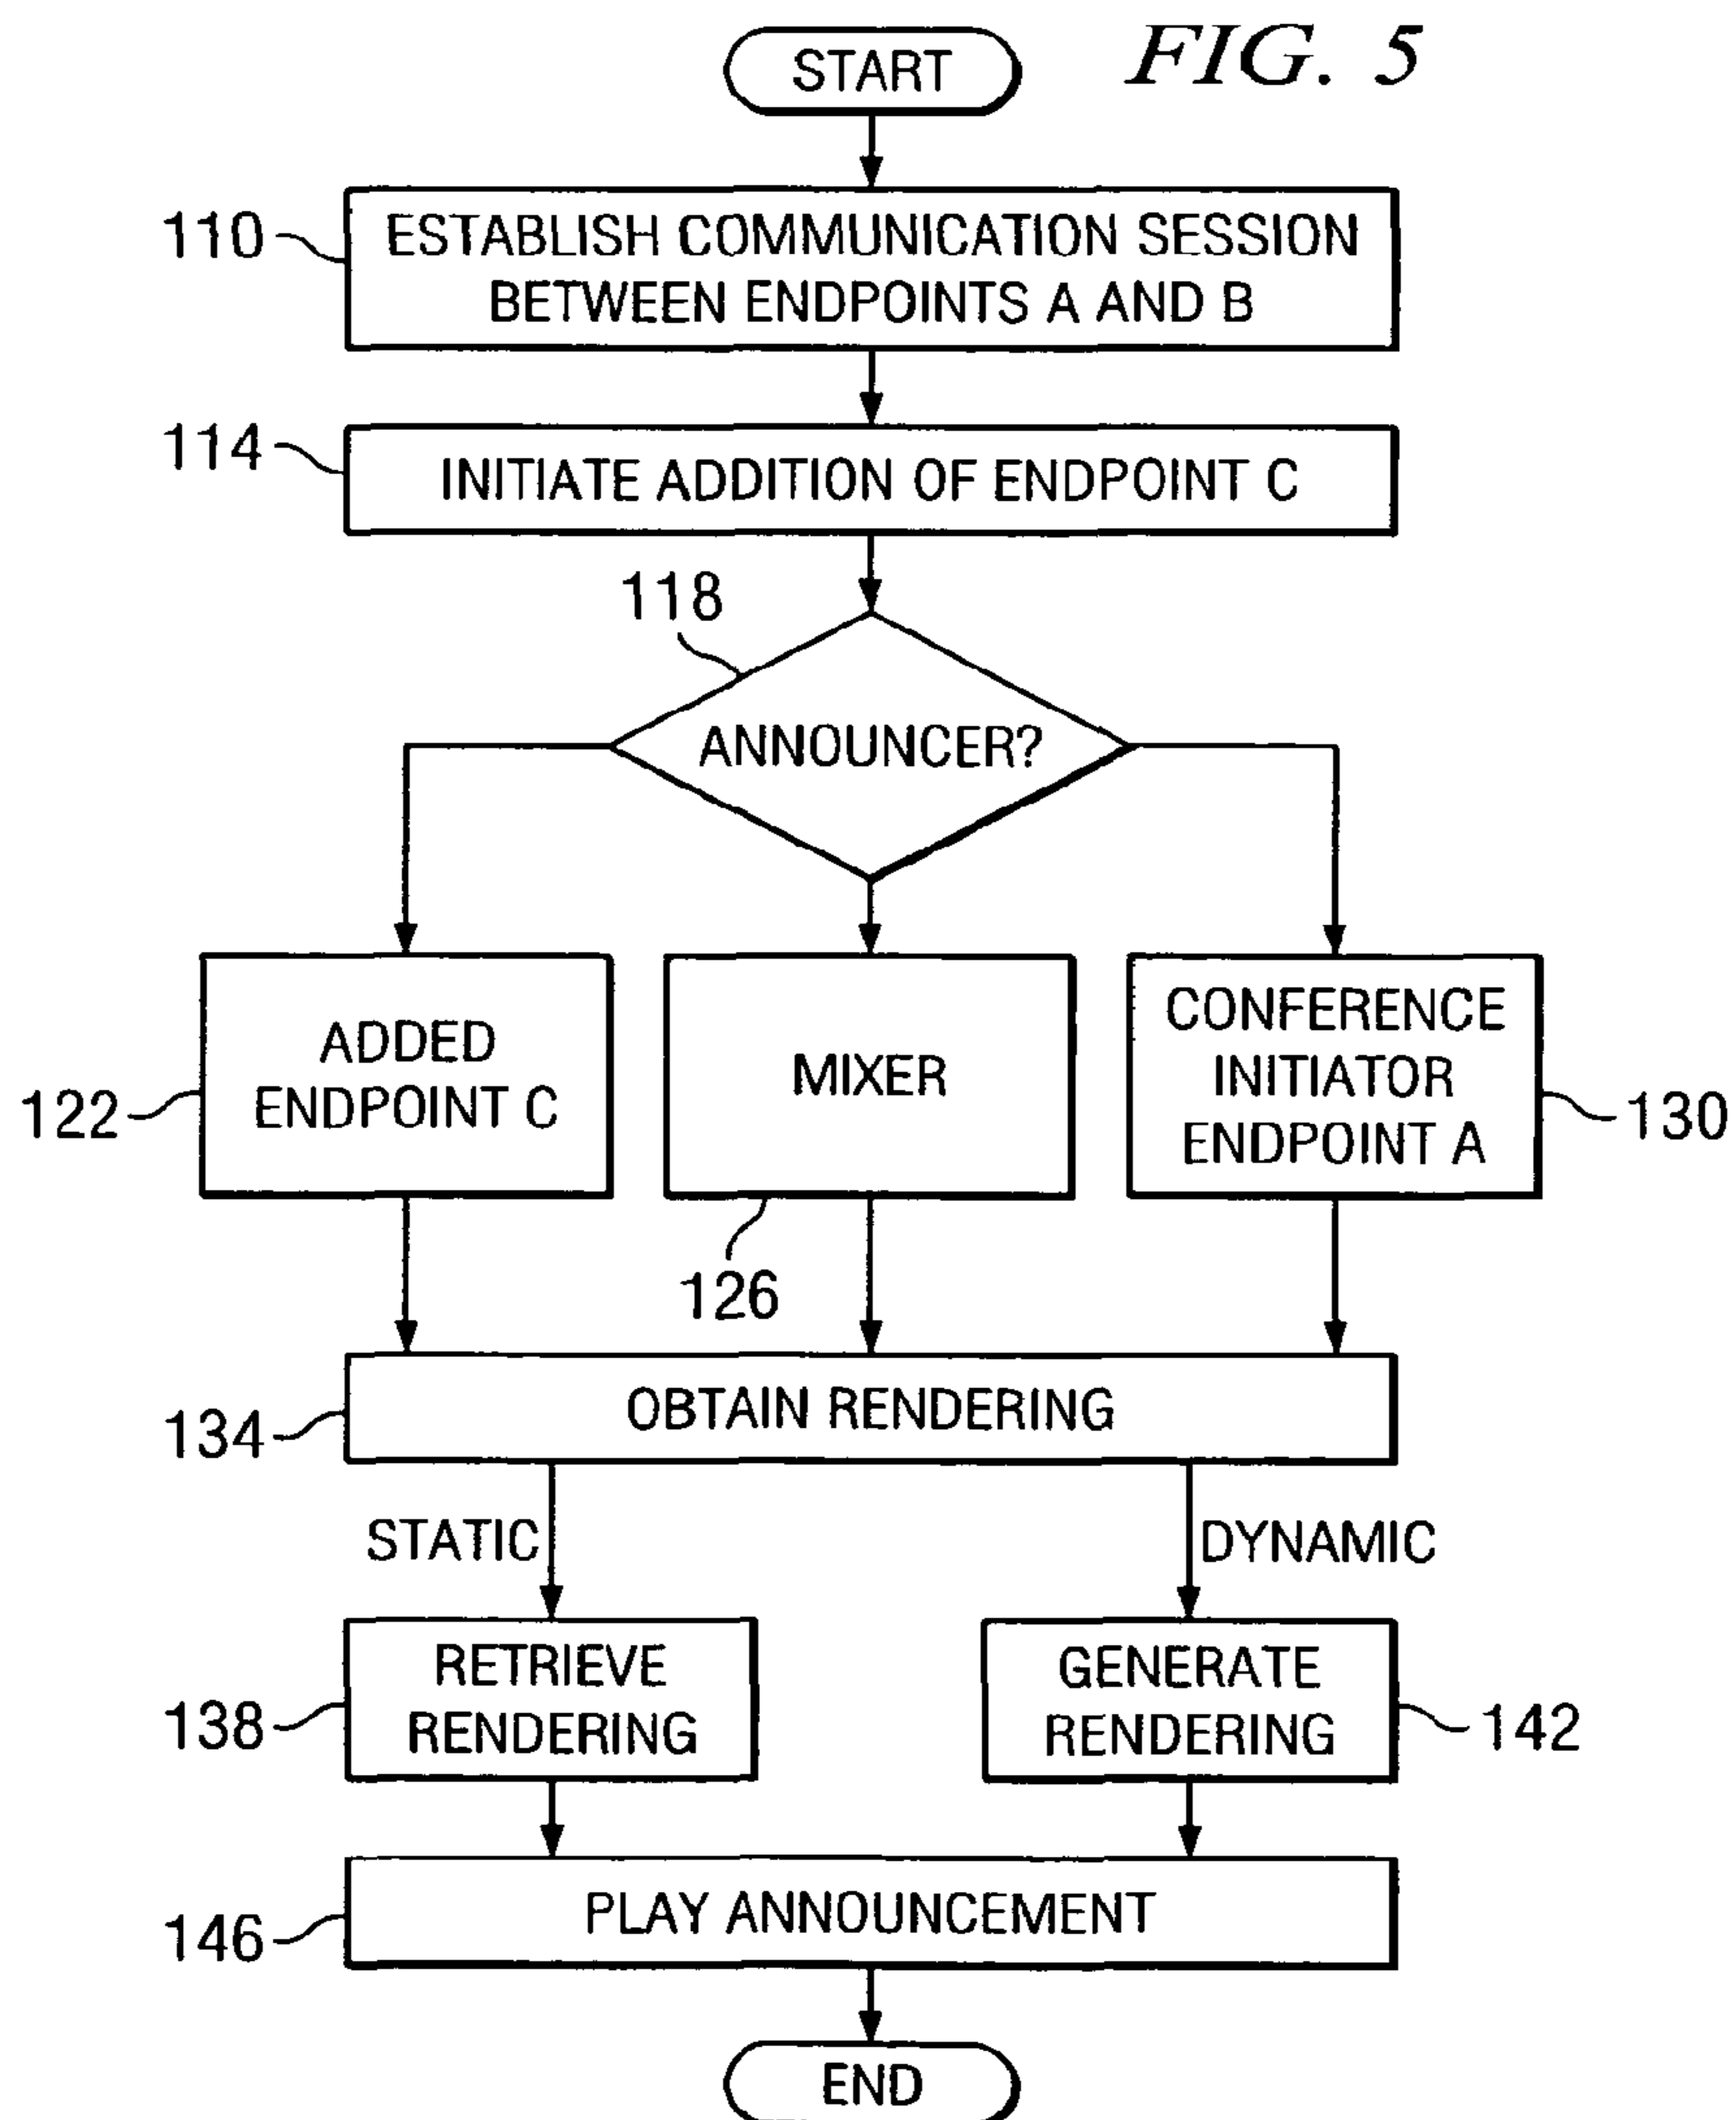 START
FIG. 5
110
ESTABLISH COMMUNICATION SESSION
BETWEEN ENDPOINTS A AND B
114
INITIATE ADDITION OF ENDPOINT C
118
ANNOUNCER?
122
ADDED
ENDPOINT C
MIXER
126
CONFERENCE
INITIATOR
ENDPOINT A
130
134
OBTAIN RENDERING
STATIC
DYNAMIC
138
RETRIEVE
RENDERING
GENERATE
RENDERING
142
146
PLAY ANNOUNCEMENT
END